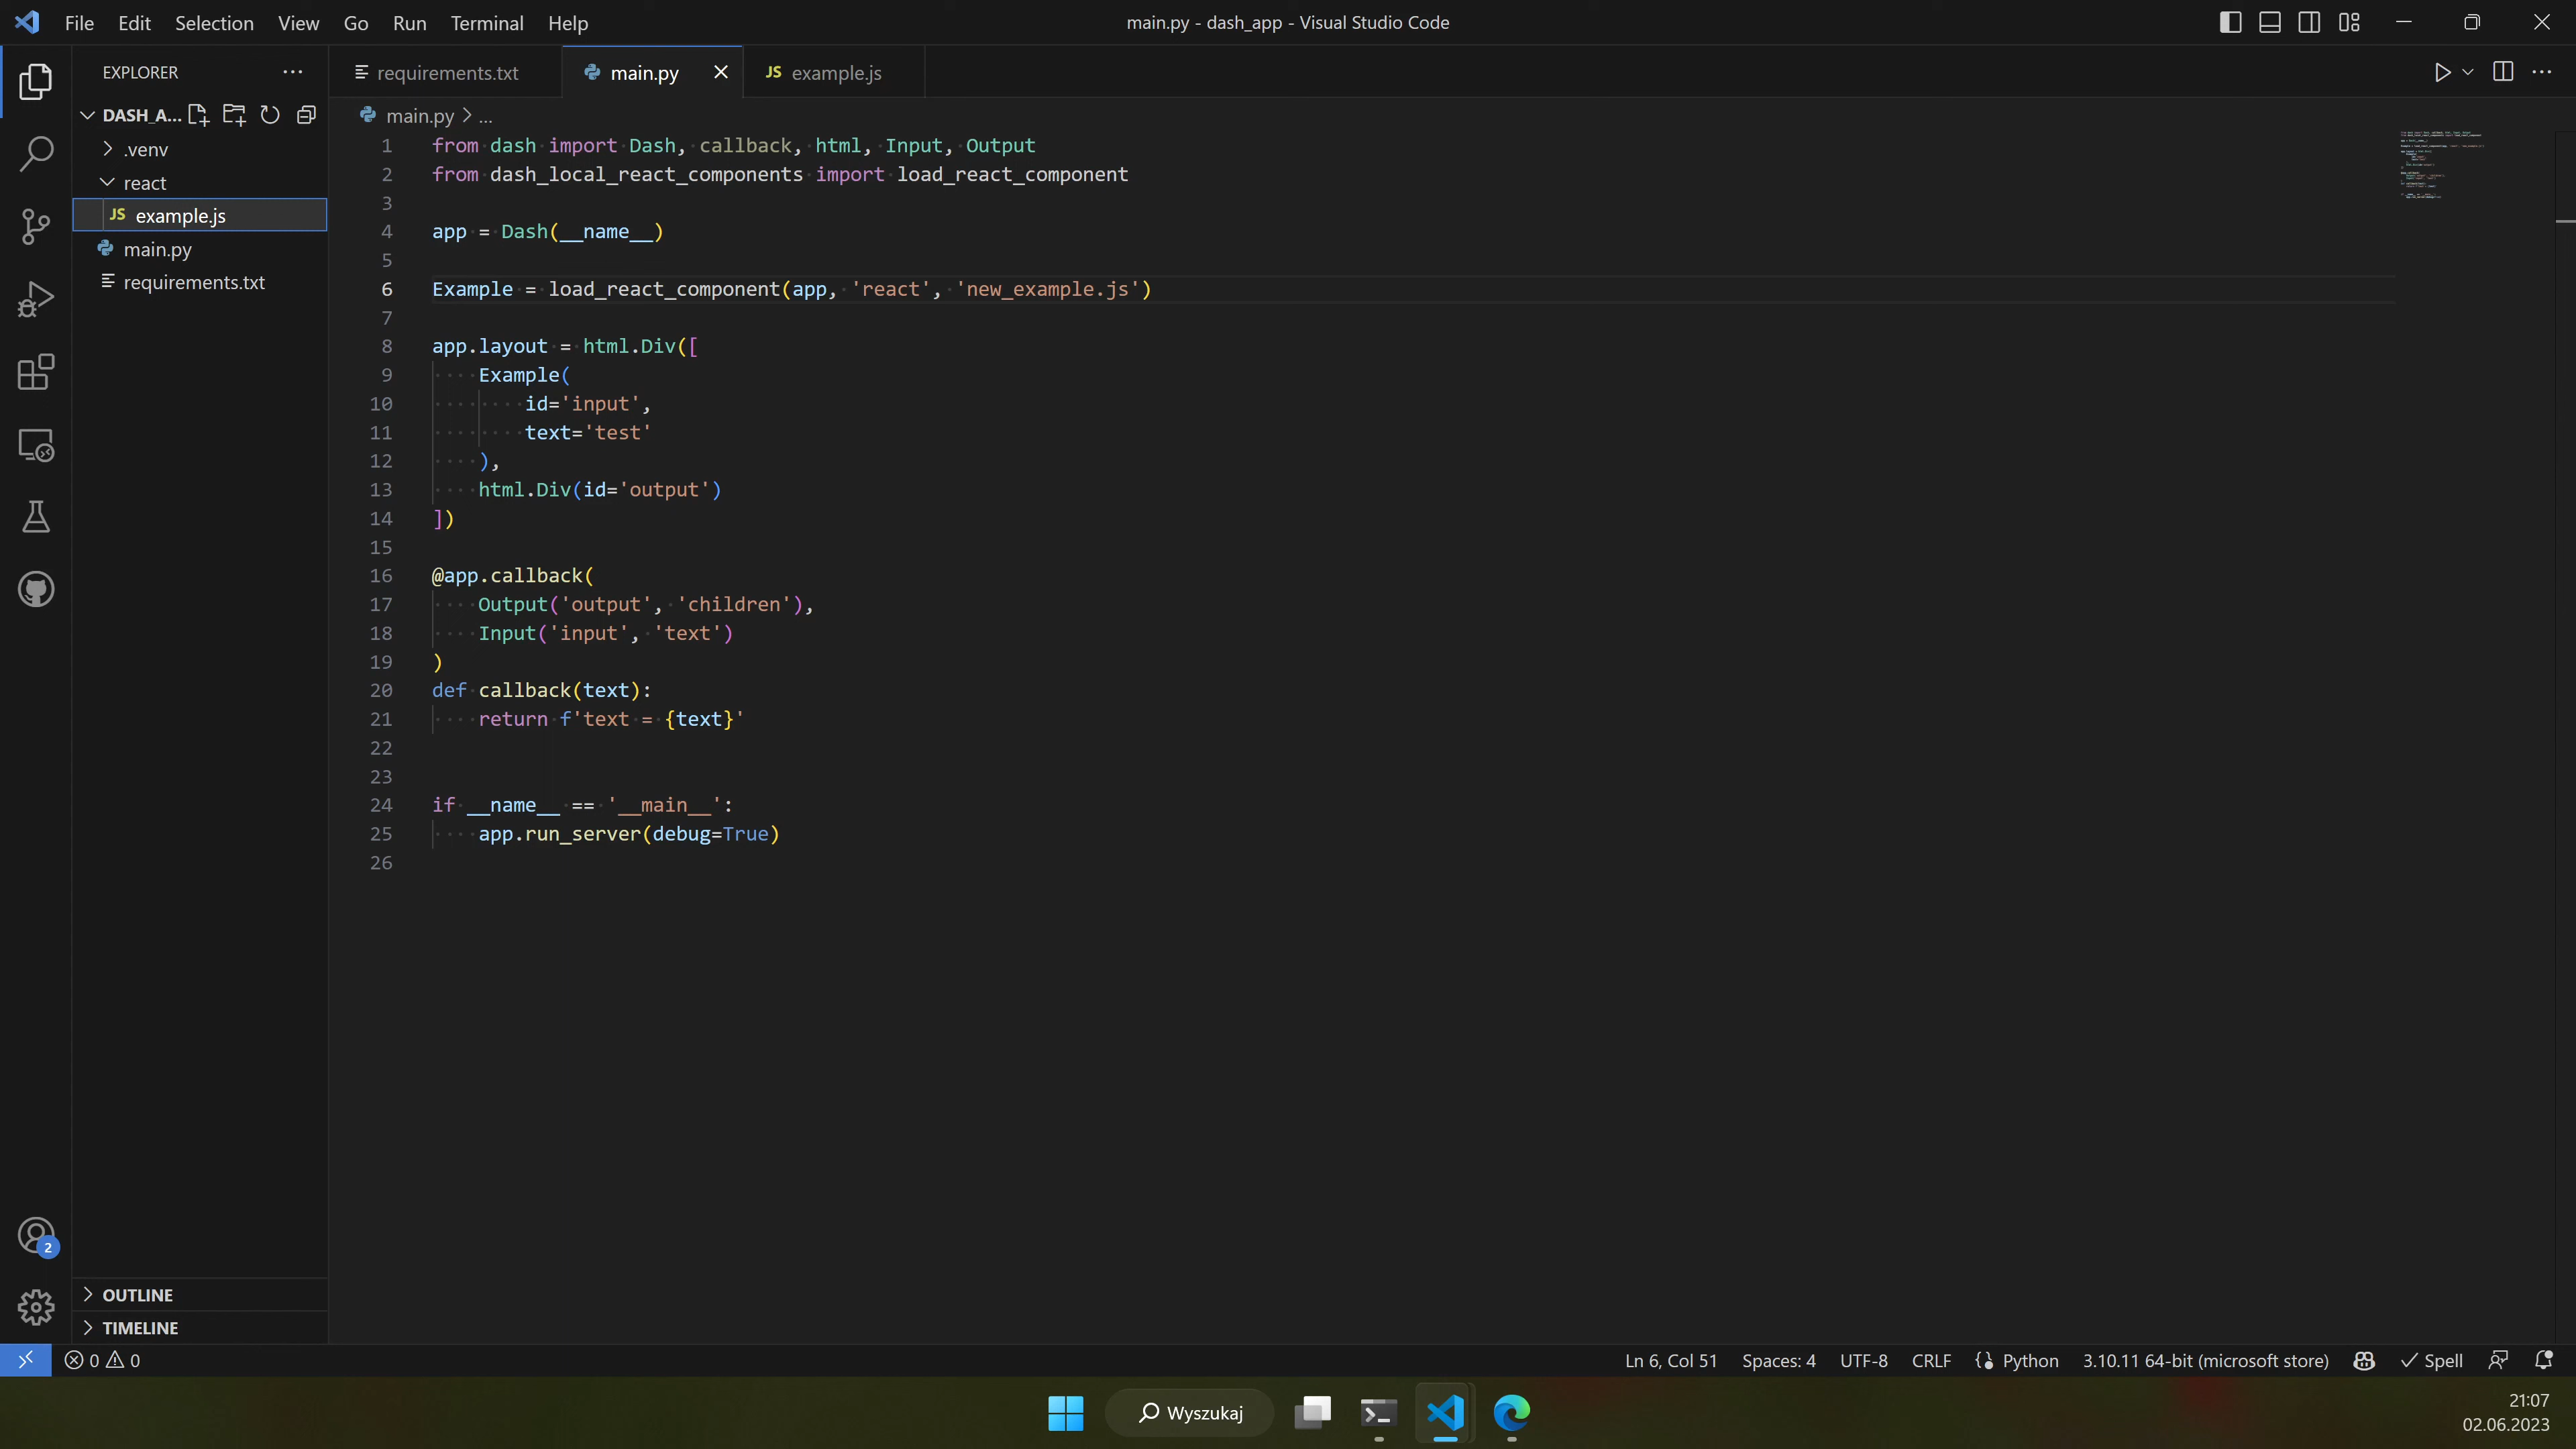 File Edit Selection View Go Run Terminal Help
main.py - dash_app - Visual Studio Code
EXPLORER
DASH_A...
.venv
react
JS example.js
main.py
requirements.txt
requirements.txt
main.py
JS example.js
main.py > ...
1 from dash import Dash, callback, html, Input, Output
2 from dash_local_react_components import load_react_component
3
4 app = Dash(__name__)
5
6 Example = load_react_component(app, 'react', 'new_example.js')
7
8 app.layout = html.Div([
9     Example(
10         id='input',
11         text='test'
12     ),
13     html.Div(id='output')
14 ])
15
16 @app.callback(
17     Output('output', 'children'),
18     Input('input', 'text')
19 )
20 def callback(text):
21     return f'text = {text}'
22
23
24 if __name__ == '__main__':
25     app.run_server(debug=True)
26
2
OUTLINE
TIMELINE
0 0
Ln 6, Col 51
Spaces: 4
UTF-8
CRLF
Python
3.10.11 64-bit (microsoft store)
Spell
Wyszukaj
21:07
02.06.2023